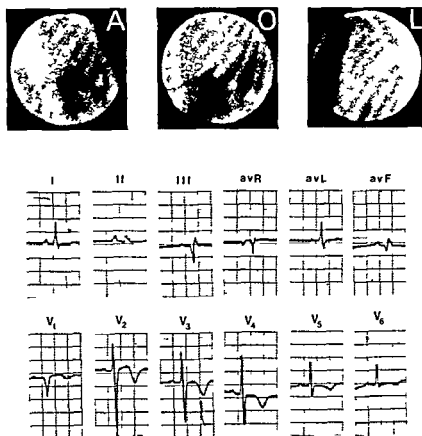 A O L
I II III avR avL avF
V₁ V₂ V₃ V₄ V₅ V₆